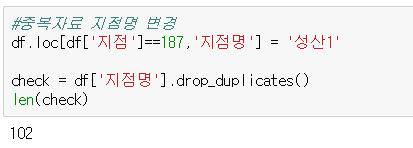 #중복자료 지점명 변경
df.loc[df['지점']==187,'지점명'] = '성산1'
check = df['지점명'].drop_duplicates()
len(check)
102